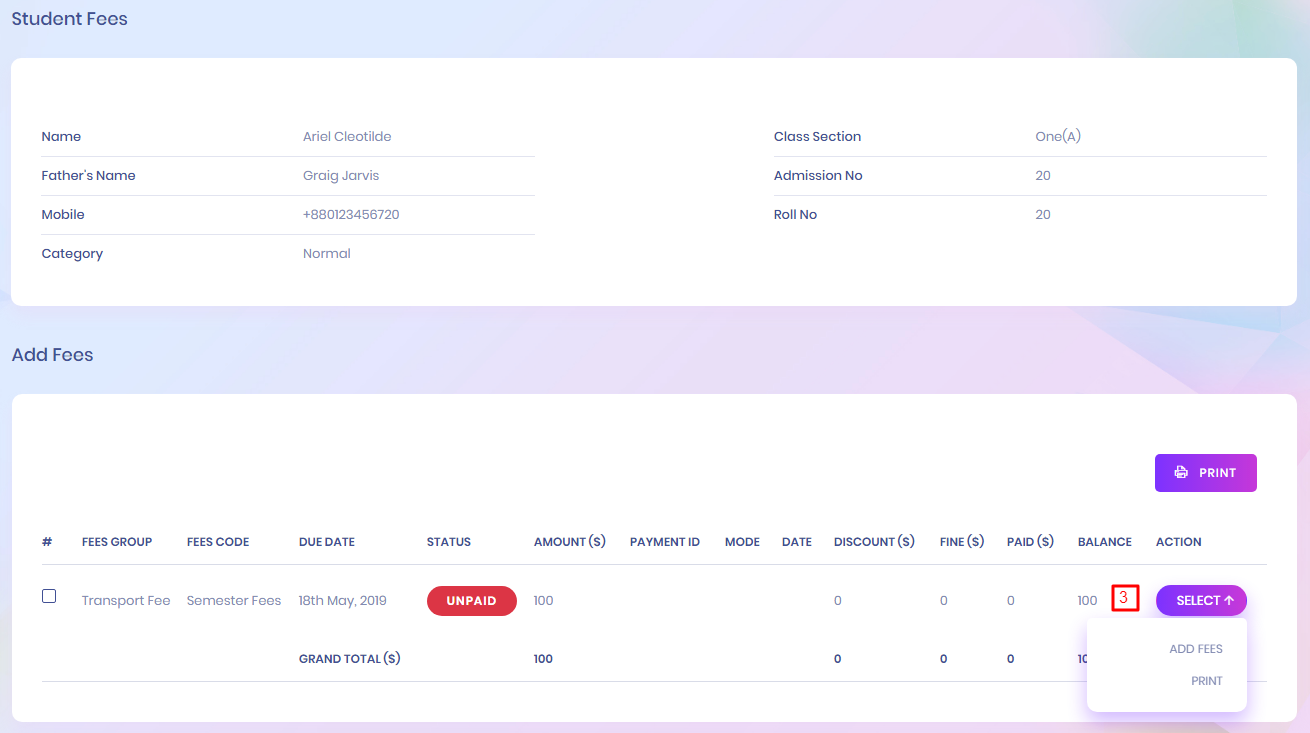 Student Fees
Name Ariel Cleotilde Class Section One(A)
Father's Name Graig Jarvis Admission No 20
Mobile +880123456720 Roll No 20
Category Normal
Add Fees
PRINT
# FEES GROUP FEES CODE DUE DATE STATUS AMOUNT ($) PAYMENT ID MODE DATE DISCOUNT ($) FINE ($) PAID ($) BALANCE ACTION
Transport Fee Semester Fees 18th May, 2019 UNPAID 100 0 0 0 100 3 SELECT
ADD FEES
GRAND TOTAL ($) 100 0 0 0
PRINT